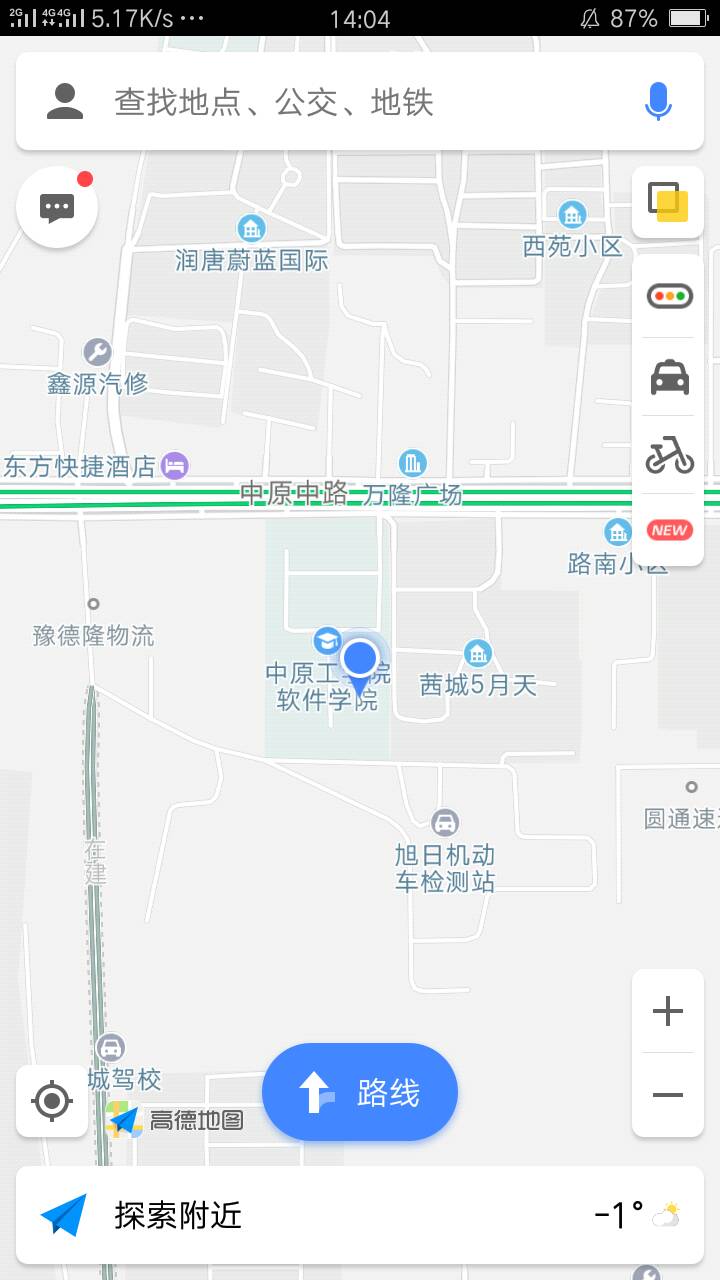 2G 4G 4G 5.17K/s ··· 14:04 87%
查找地点、公交、地铁
润唐蔚蓝国际
西苑小区
鑫源汽修
东方快捷酒店
中原中路 万隆广场
NEW
路南小区
豫德隆物流
中原工学院
软件学院
茜城5月天
圆通速
在建
旭日机动
车检测站
城驾校
高德地图
路线
探索附近
-1°